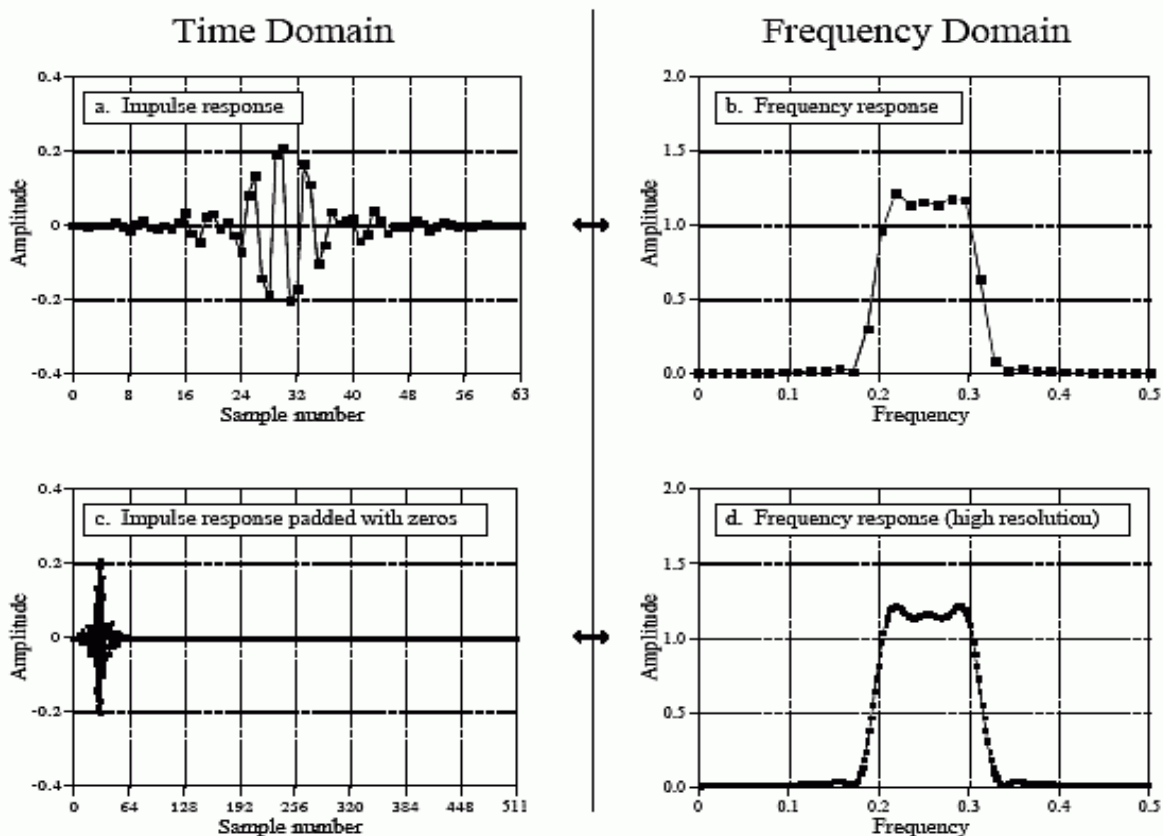 Time Domain
Frequency Domain
a. Impulse response
0.4
0.2
0
-0.2
-0.4
Amplitude
0 8 16 24 32 40 48 56 63
Sample number
b. Frequency response
2.0
1.5
1.0
0.5
0.0
Amplitude
0 0.1 0.2 0.3 0.4 0.5
Frequency
c. Impulse response padded with zeros
0.4
0.2
0
-0.2
-0.4
Amplitude
0 64 128 192 256 320 384 448 511
Sample number
d. Frequency response (high resolution)
2.0
1.5
1.0
0.5
0.0
Amplitude
0 0.1 0.2 0.3 0.4 0.5
Frequency